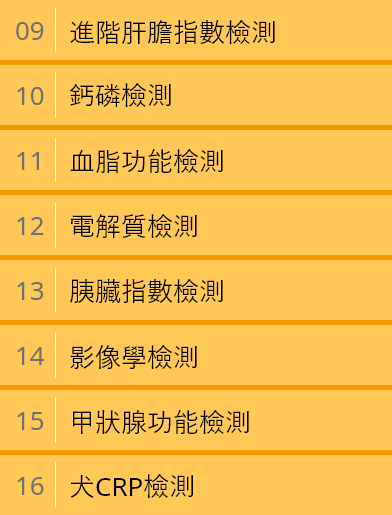 09 進階肝膽指數檢測
10 鈣磷檢測
11 血脂功能檢測
12 電解質檢測
13 胰臟指數檢測
14 影像學檢測
15 甲狀腺功能檢測
16 犬CRP檢測